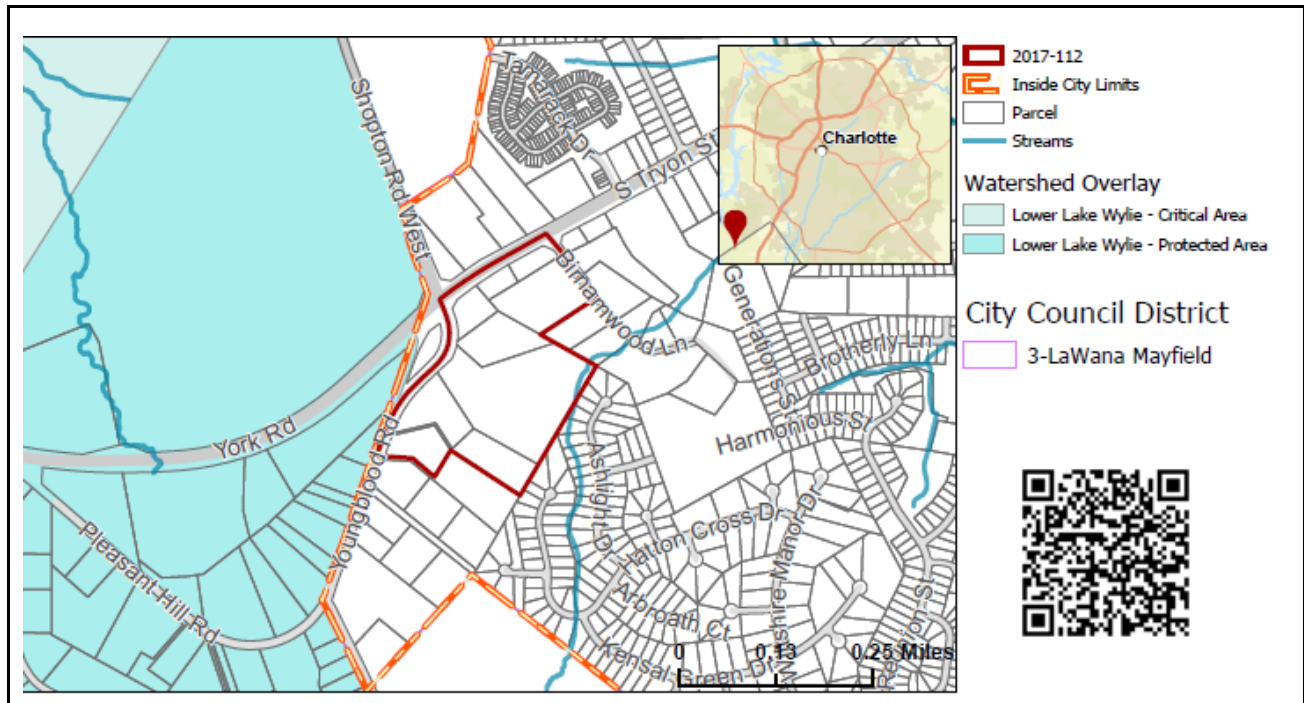 Tamarack Dr
Shopton Rd West
S Tryon St
Charlotte
Birnamwood Ln
Generations St
Brotherly Ln
Harmonious St
York Rd
Youngblood Rd
Pleasant Hill Rd
Ashlight Dr
Hatton Cross Dr
Wilshire Manor Dr
Arbroath Ct
Kensal Green Dr
Reunion St
0 0.13 0.25 Miles
2017-112
Inside City Limits
Parcel
Streams
Watershed Overlay
Lower Lake Wylie - Critical Area
Lower Lake Wylie - Protected Area
City Council District
3-LaWana Mayfield